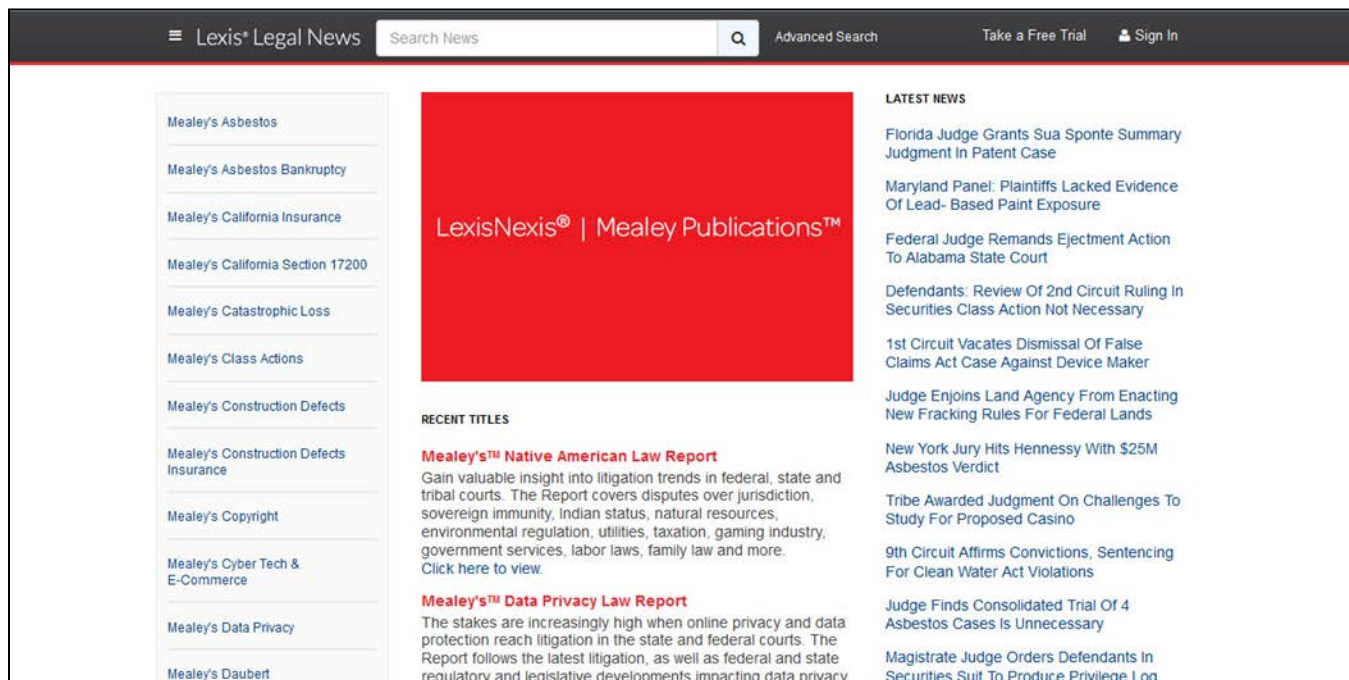 ≡ Lexis® Legal News Search News Advanced Search Take a Free Trial Sign In
Mealey's Asbestos
Mealey's Asbestos Bankruptcy
Mealey's California Insurance
Mealey's California Section 17200
Mealey's Catastrophic Loss
Mealey's Class Actions
Mealey's Construction Defects
Mealey's Construction Defects
Insurance
Mealey's Copyright
Mealey's Cyber Tech &
E-Commerce
Mealey's Data Privacy
Mealey's Daubert
LexisNexis® | Mealey Publications™
RECENT TITLES
Mealey's™ Native American Law Report
Gain valuable insight into litigation trends in federal, state and
tribal courts. The Report covers disputes over jurisdiction,
sovereign immunity, Indian status, natural resources,
environmental regulation, utilities, taxation, gaming industry,
government services, labor laws, family law and more.
Click here to view.
Mealey's™ Data Privacy Law Report
The stakes are increasingly high when online privacy and data
protection reach litigation in the state and federal courts. The
Report follows the latest litigation, as well as federal and state
regulatory and legislative developments impacting data privacy
LATEST NEWS
Florida Judge Grants Sua Sponte Summary
Judgment In Patent Case
Maryland Panel: Plaintiffs Lacked Evidence
Of Lead- Based Paint Exposure
Federal Judge Remands Ejectment Action
To Alabama State Court
Defendants: Review Of 2nd Circuit Ruling In
Securities Class Action Not Necessary
1st Circuit Vacates Dismissal Of False
Claims Act Case Against Device Maker
Judge Enjoins Land Agency From Enacting
New Fracking Rules For Federal Lands
New York Jury Hits Hennessy With $25M
Asbestos Verdict
Tribe Awarded Judgment On Challenges To
Study For Proposed Casino
9th Circuit Affirms Convictions, Sentencing
For Clean Water Act Violations
Judge Finds Consolidated Trial Of 4
Asbestos Cases Is Unnecessary
Magistrate Judge Orders Defendants In
Securities Suit To Produce Privilege Log